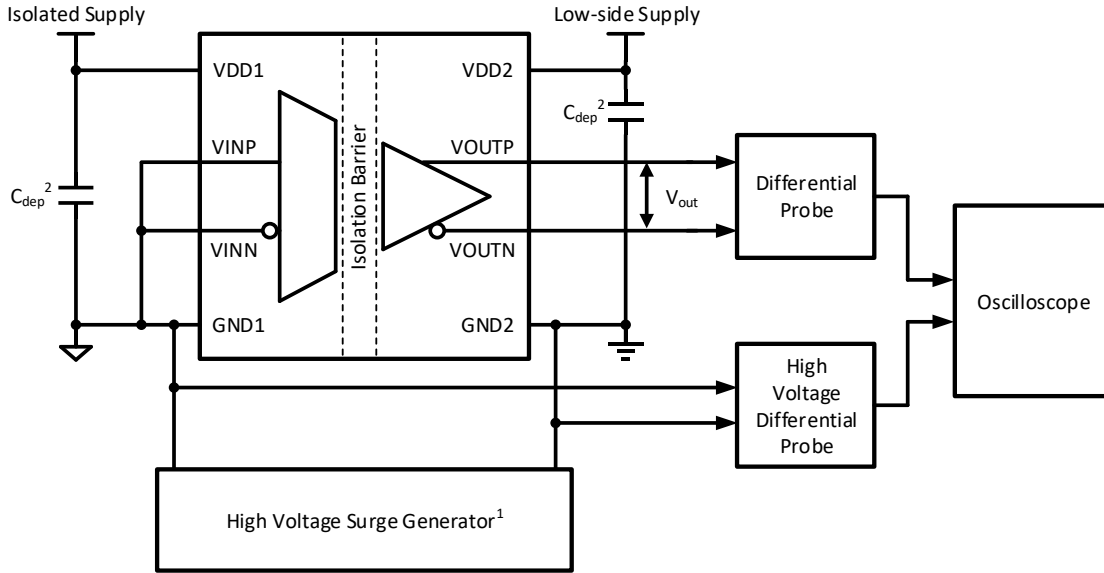 Isolated Supply
Low-side Supply
VDD1
VDD2
Cdep²
VINP
VOUTP
Cdep²
Isolation Barrier
Vout
Differential
Probe
VINN
VOUTN
GND1
GND2
Oscilloscope
High
Voltage
Differential
Probe
High Voltage Surge Generator¹